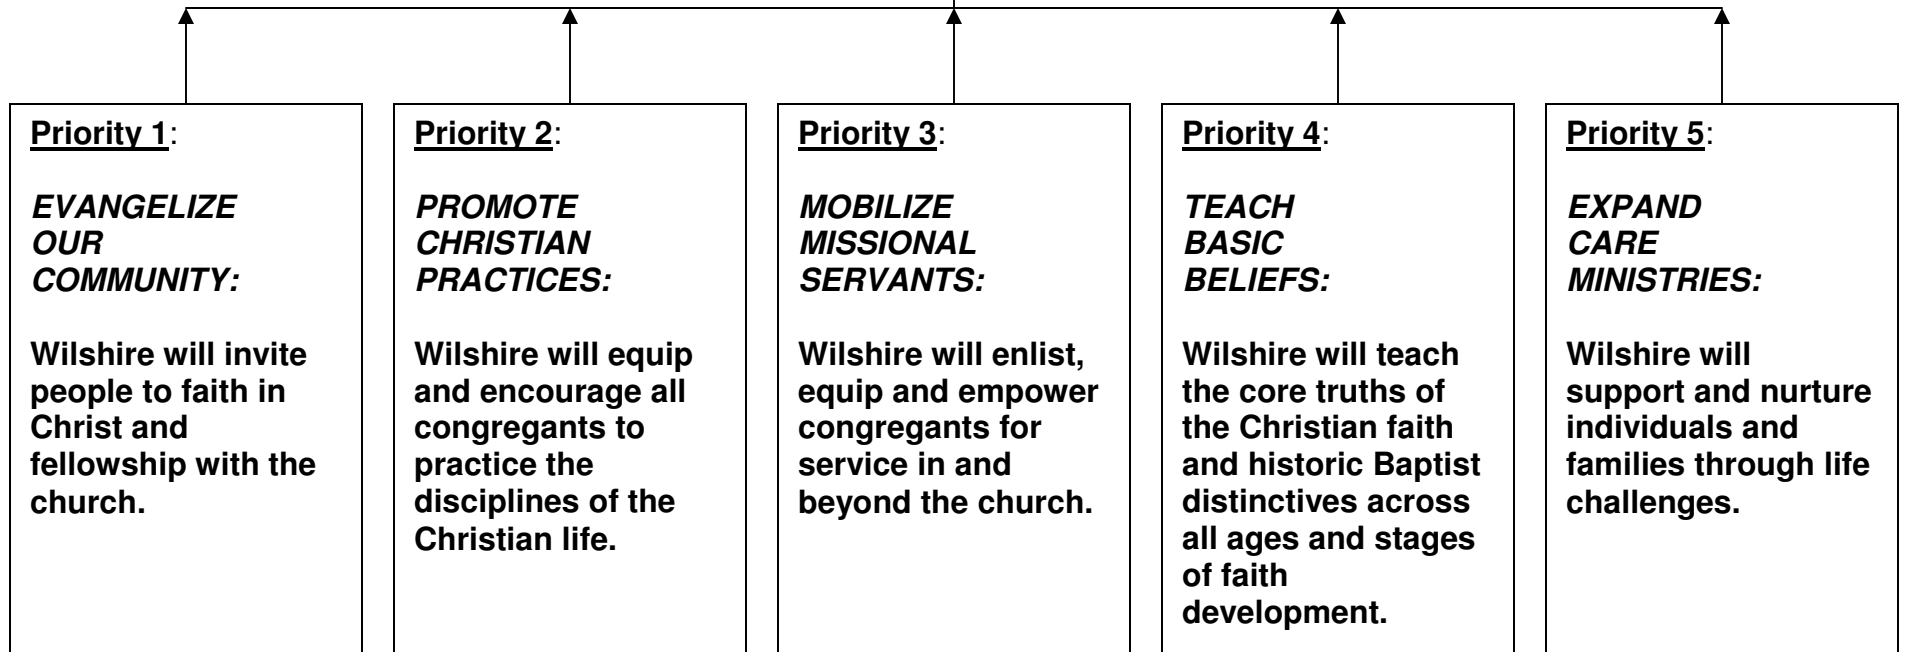 Priority 1:
EVANGELIZE
OUR
COMMUNITY:
Wilshire will invite
people to faith in
Christ and
fellowship with the
church.
Priority 2:
PROMOTE
CHRISTIAN
PRACTICES:
Wilshire will equip
and encourage all
congregants to
practice the
disciplines of the
Christian life.
Priority 3:
MOBILIZE
MISSIONAL
SERVANTS:
Wilshire will enlist,
equip and empower
congregants for
service in and
beyond the church.
Priority 4:
TEACH
BASIC
BELIEFS:
Wilshire will teach
the core truths of
the Christian faith
and historic Baptist
distinctives across
all ages and stages
of faith
development.
Priority 5:
EXPAND
CARE
MINISTRIES:
Wilshire will
support and nurture
individuals and
families through life
challenges.